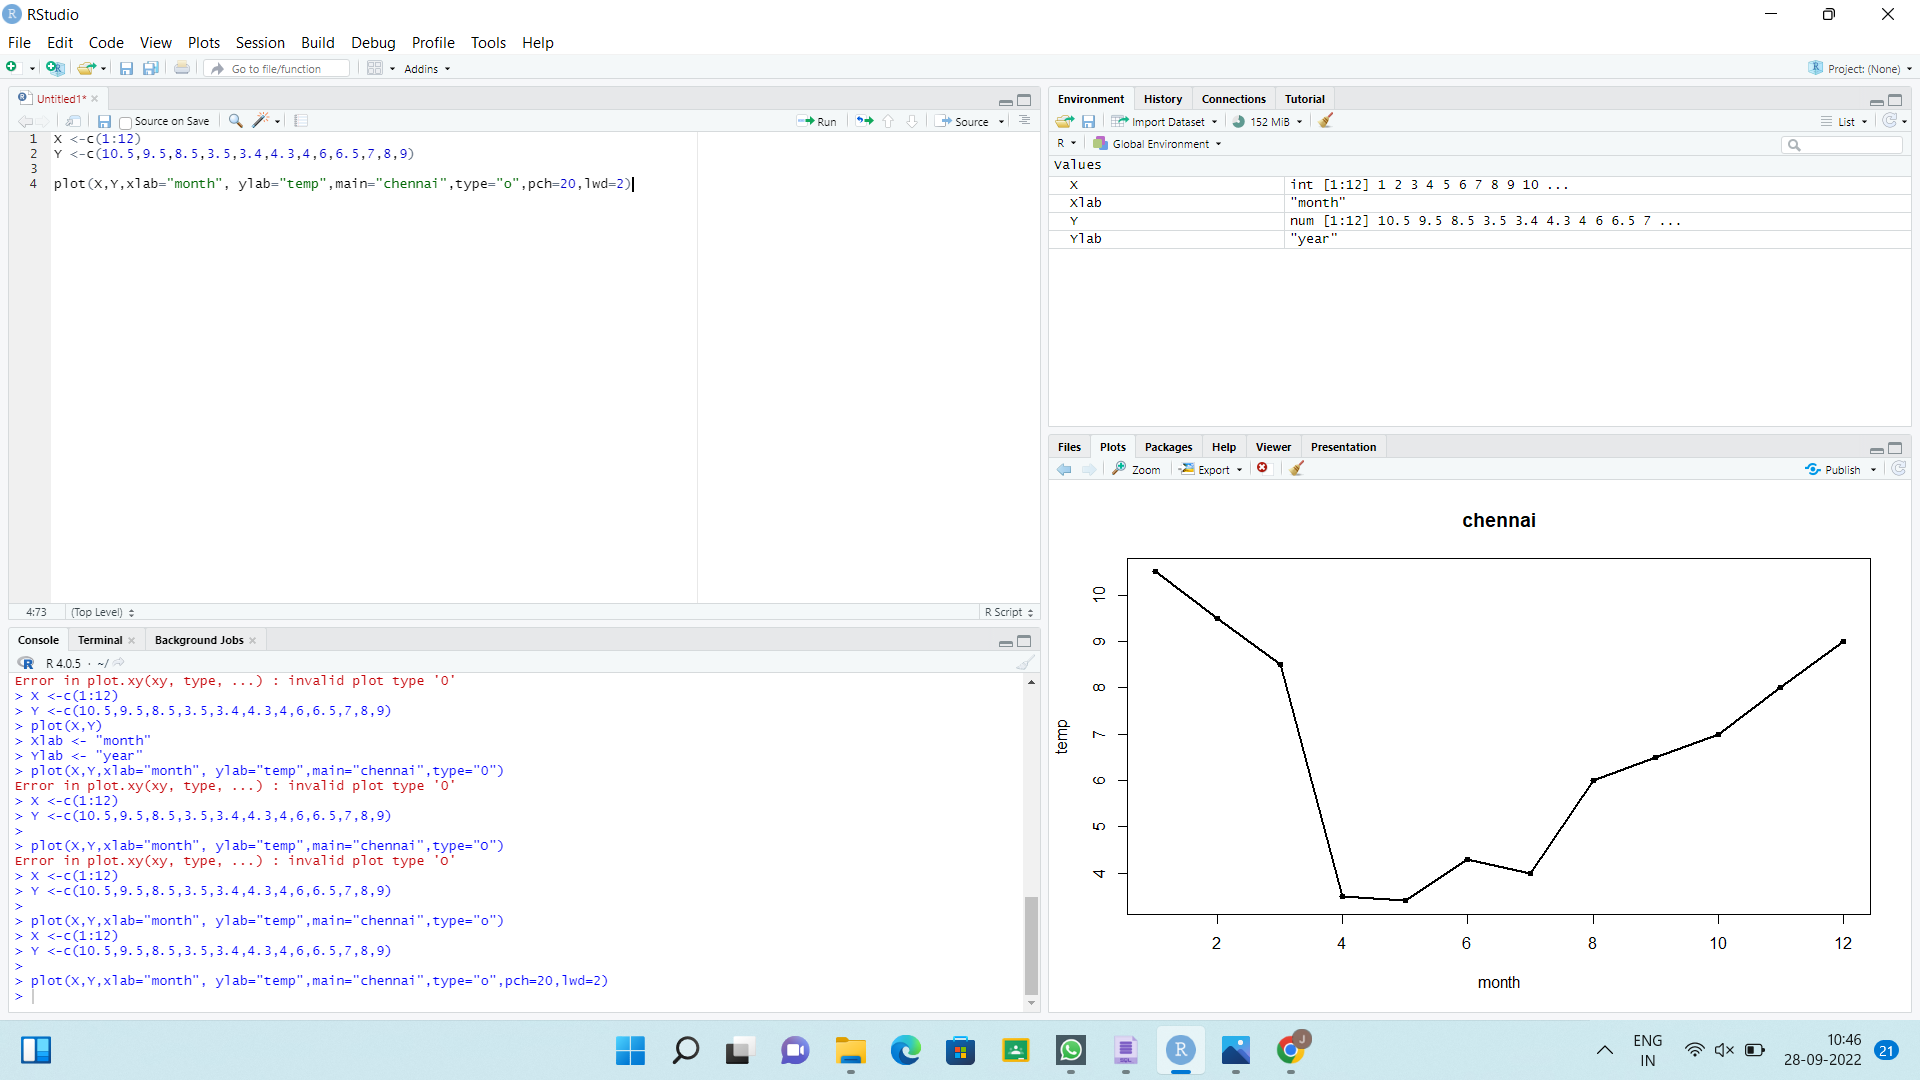 RStudio
File Edit Code View Plots Session Build Debug Profile Tools Help
Go to file/function Addins Project: (None)
Untitled1*
Source on Save Run Source
1 X <-c(1:12)
2 Y <-c(10.5,9.5,8.5,3.5,3.4,4.3,4,6,6.5,7,8,9)
3
4 plot(X,Y,xlab="month", ylab="temp",main="chennai",type="o",pch=20,lwd=2)
4:73 (Top Level) R Script
Console Terminal Background Jobs
R 4.0.5 · ~/
Error in plot.xy(xy, type, ...) : invalid plot type 'O'
> X <-c(1:12)
> Y <-c(10.5,9.5,8.5,3.5,3.4,4.3,4,6,6.5,7,8,9)
> plot(X,Y)
> Xlab <- "month"
> Ylab <- "year"
> plot(X,Y,xlab="month", ylab="temp",main="chennai",type="O")
Error in plot.xy(xy, type, ...) : invalid plot type 'O'
> X <-c(1:12)
> Y <-c(10.5,9.5,8.5,3.5,3.4,4.3,4,6,6.5,7,8,9)
>
> plot(X,Y,xlab="month", ylab="temp",main="chennai",type="O")
Error in plot.xy(xy, type, ...) : invalid plot type 'O'
> X <-c(1:12)
> Y <-c(10.5,9.5,8.5,3.5,3.4,4.3,4,6,6.5,7,8,9)
>
> plot(X,Y,xlab="month", ylab="temp",main="chennai",type="o")
> X <-c(1:12)
> Y <-c(10.5,9.5,8.5,3.5,3.4,4.3,4,6,6.5,7,8,9)
>
> plot(X,Y,xlab="month", ylab="temp",main="chennai",type="o",pch=20,lwd=2)
>
Environment History Connections Tutorial
Import Dataset 152 MiB List
R Global Environment
Values
X int [1:12] 1 2 3 4 5 6 7 8 9 10 ...
Xlab "month"
Y num [1:12] 10.5 9.5 8.5 3.5 3.4 4.3 4 6 6.5 7 ...
Ylab "year"
Files Plots Packages Help Viewer Presentation
Zoom Export Publish
chennai
10
9
8
7
6
5
4
temp
2 4 6 8 10 12
month
J
ENG
IN
10:46
28-09-2022
21